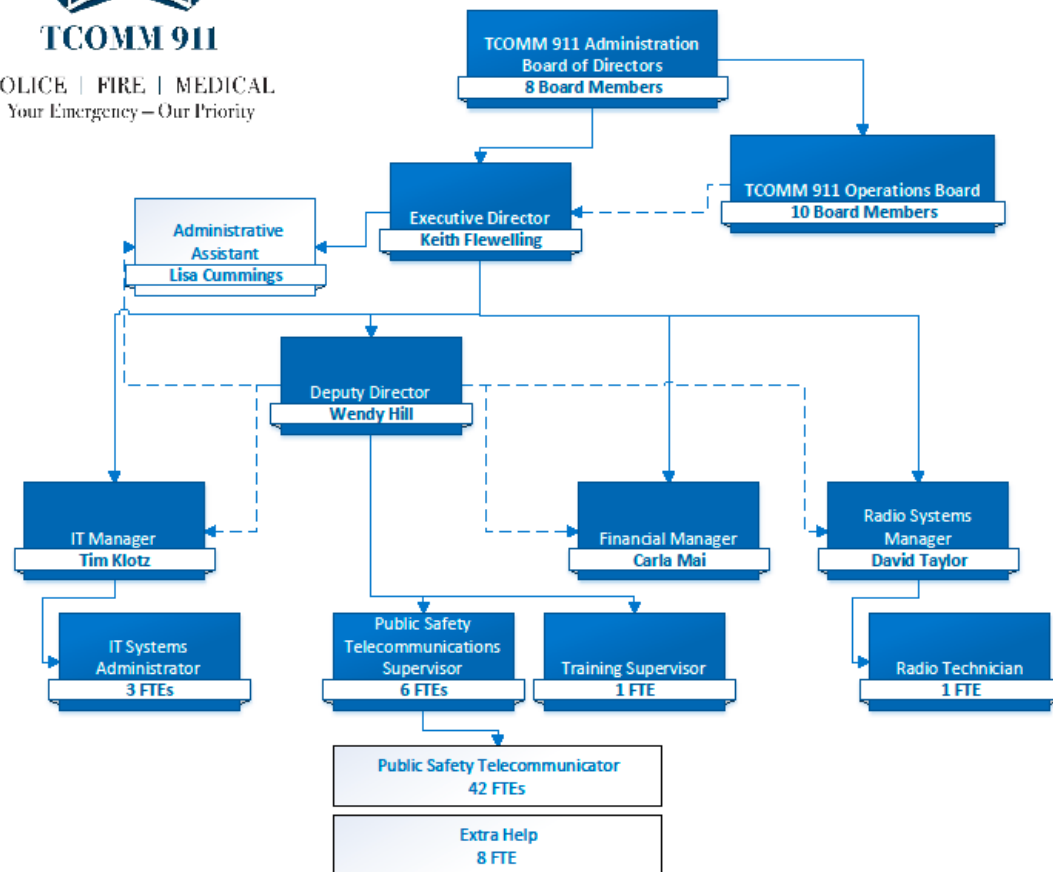 TCOMM 911
OLICE | FIRE | MEDICAL
Your Emergency – Our Priority
TCOMM 911 Administration
Board of Directors
8 Board Members
TCOMM 911 Operations Board
10 Board Members
Executive Director
Keith Flewelling
Administrative
Assistant
Lisa Cummings
Deputy Director
Wendy Hill
IT Manager
Tim Klotz
Financial Manager
Carla Mai
Radio Systems
Manager
David Taylor
IT Systems
Administrator
3 FTEs
Public Safety
Telecommunications
Supervisor
6 FTEs
Training Supervisor
1 FTE
Radio Technician
1 FTE
Public Safety Telecommunicator
42 FTEs
Extra Help
8 FTE